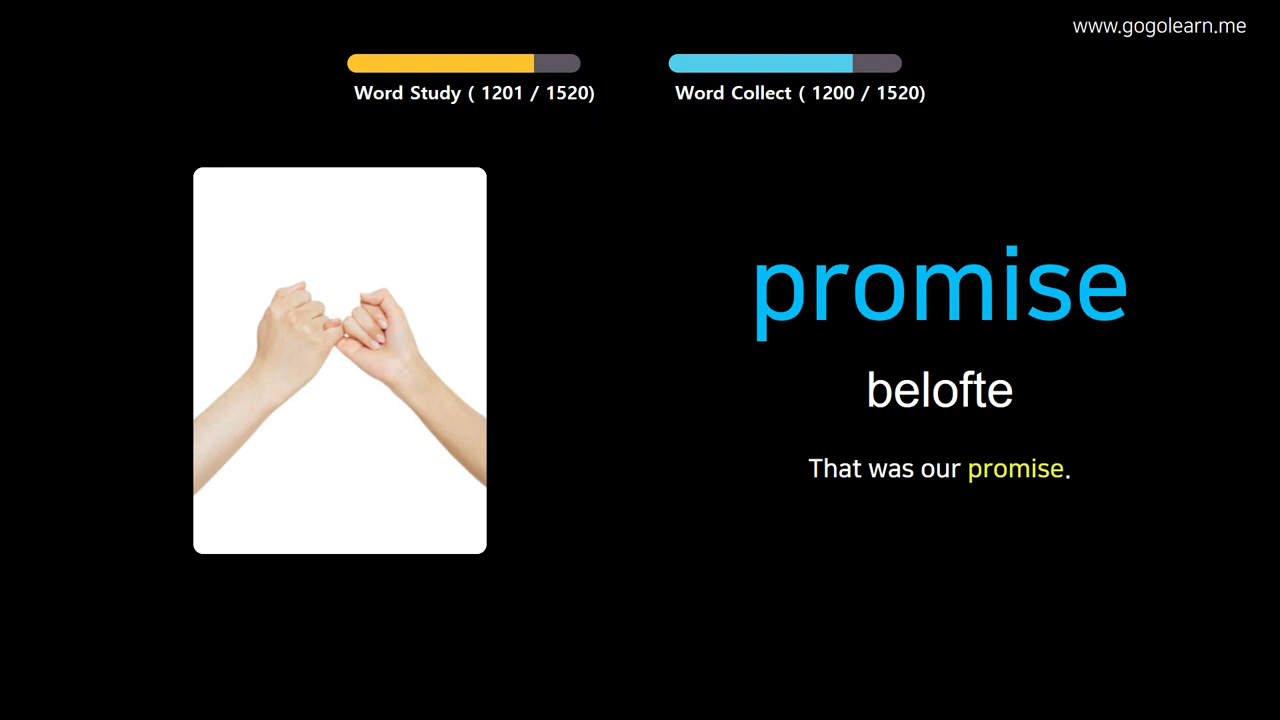 www.gogolearn.me
Word Study ( 1201 / 1520)
Word Collect ( 1200 / 1520)
promise
belofte
That was our promise.